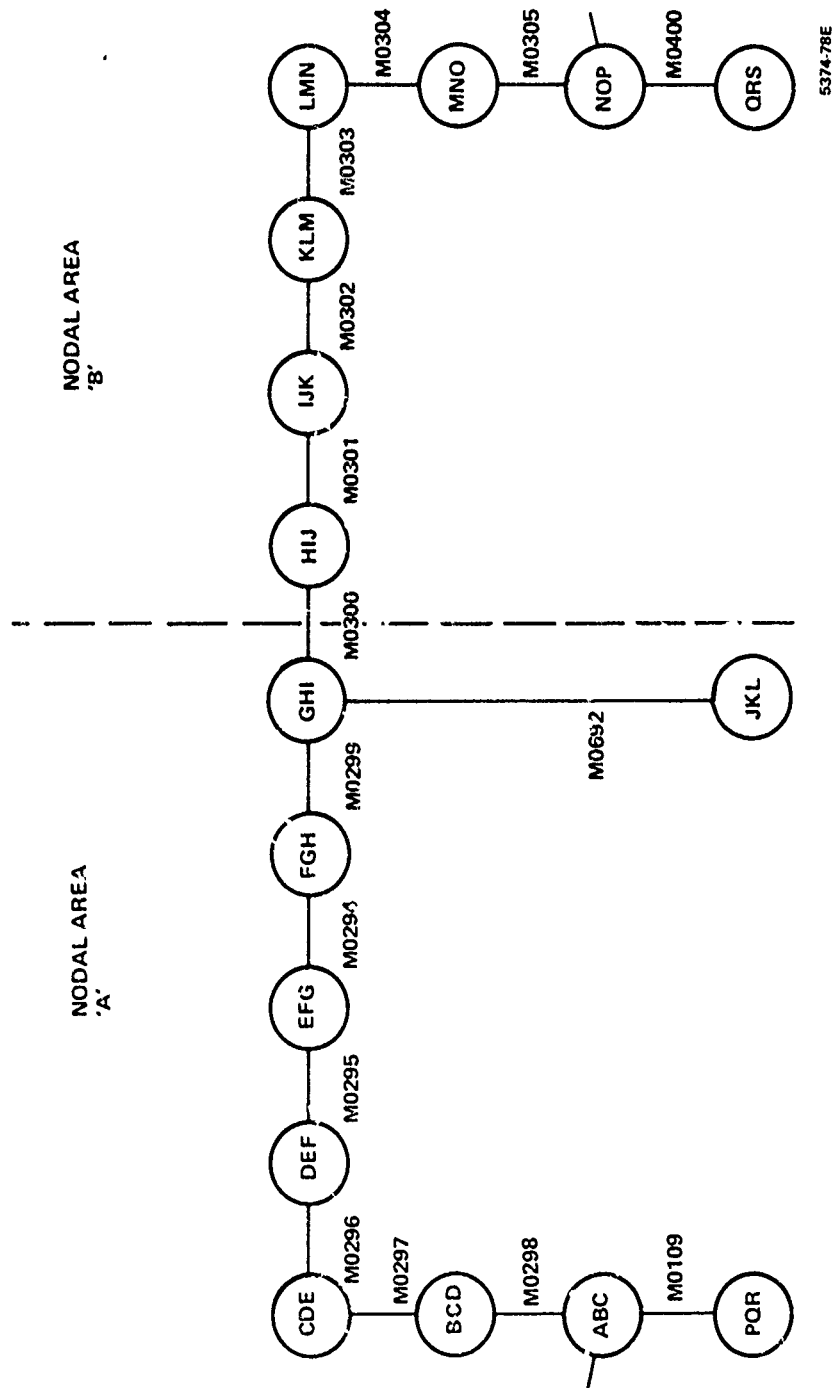 NODAL AREA
'A'
NODAL AREA
'B'
CDE
DEF
EFG
FGH
GHI
HIJ
IJK
KLM
LMN
M0296
M0295
M0294
M0299
M0300
M0301
M0302
M0303
M0297
M0304
BCD
MNO
M0298
M0305
ABC
NOP
M0692
M0109
M0400
PQR
JKL
QRS
5374-78E